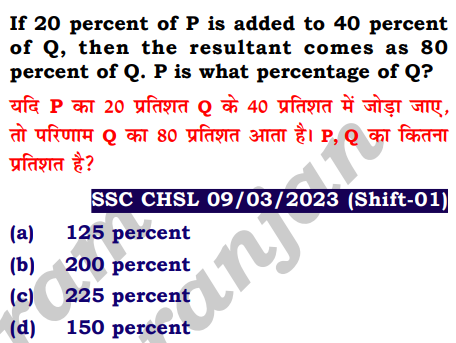 If 20 percent of P is added to 40 percent
of Q, then the resultant comes as 80
percent of Q. P is what percentage of Q?
यदि P का 20 प्रतिशत Q के 40 प्रतिशत में जोड़ा जाए,
तो परिणाम Q का 80 प्रतिशत आता है। P, Q का कितना
प्रतिशत है?
SSC CHSL 09/03/2023 (Shift-01)
(a) 125 percent
(b) 200 percent
(c) 225 percent
(d) 150 percent
ram
ranjan